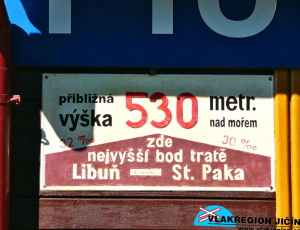 přibližná
výška 530 metr.
nad mořem
32 ‰ 30 ‰
zde
nejvyšší bod tratě
Libuň St. Paka
VLAKREGION JIČÍN